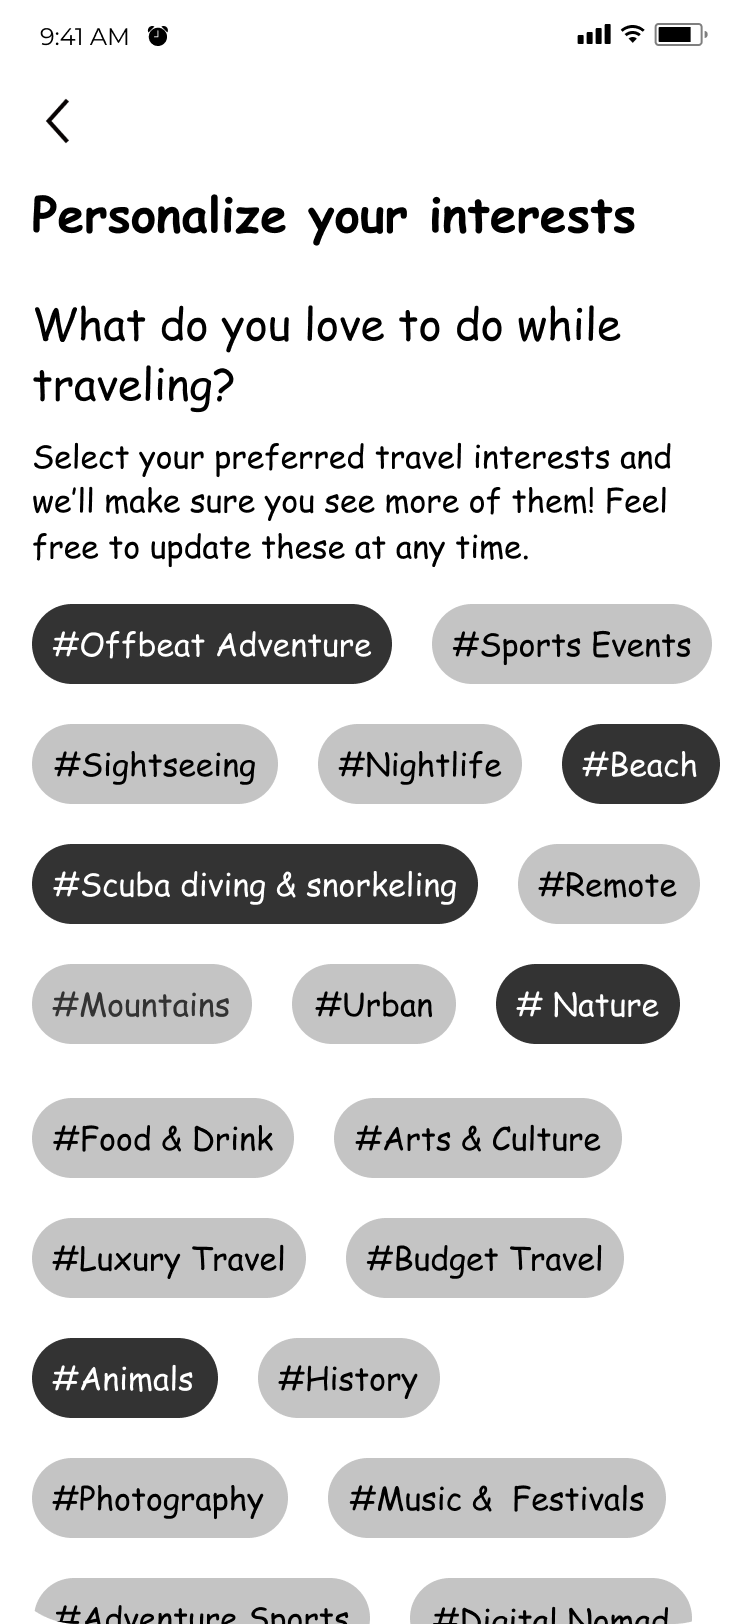 9:41 AM
Personalize your interests
What do you love to do while
traveling?
Select your preferred travel interests and
we'll make sure you see more of them! Feel
free to update these at any time.
#Offbeat Adventure #Sports Events
#Sightseeing #Nightlife #Beach
#Scuba diving & snorkeling #Remote
#Mountains #Urban # Nature
#Food & Drink #Arts & Culture
#Luxury Travel #Budget Travel
#Animals #History
#Photography #Music &  Festivals
#Adventure Sports #Digital Nomad